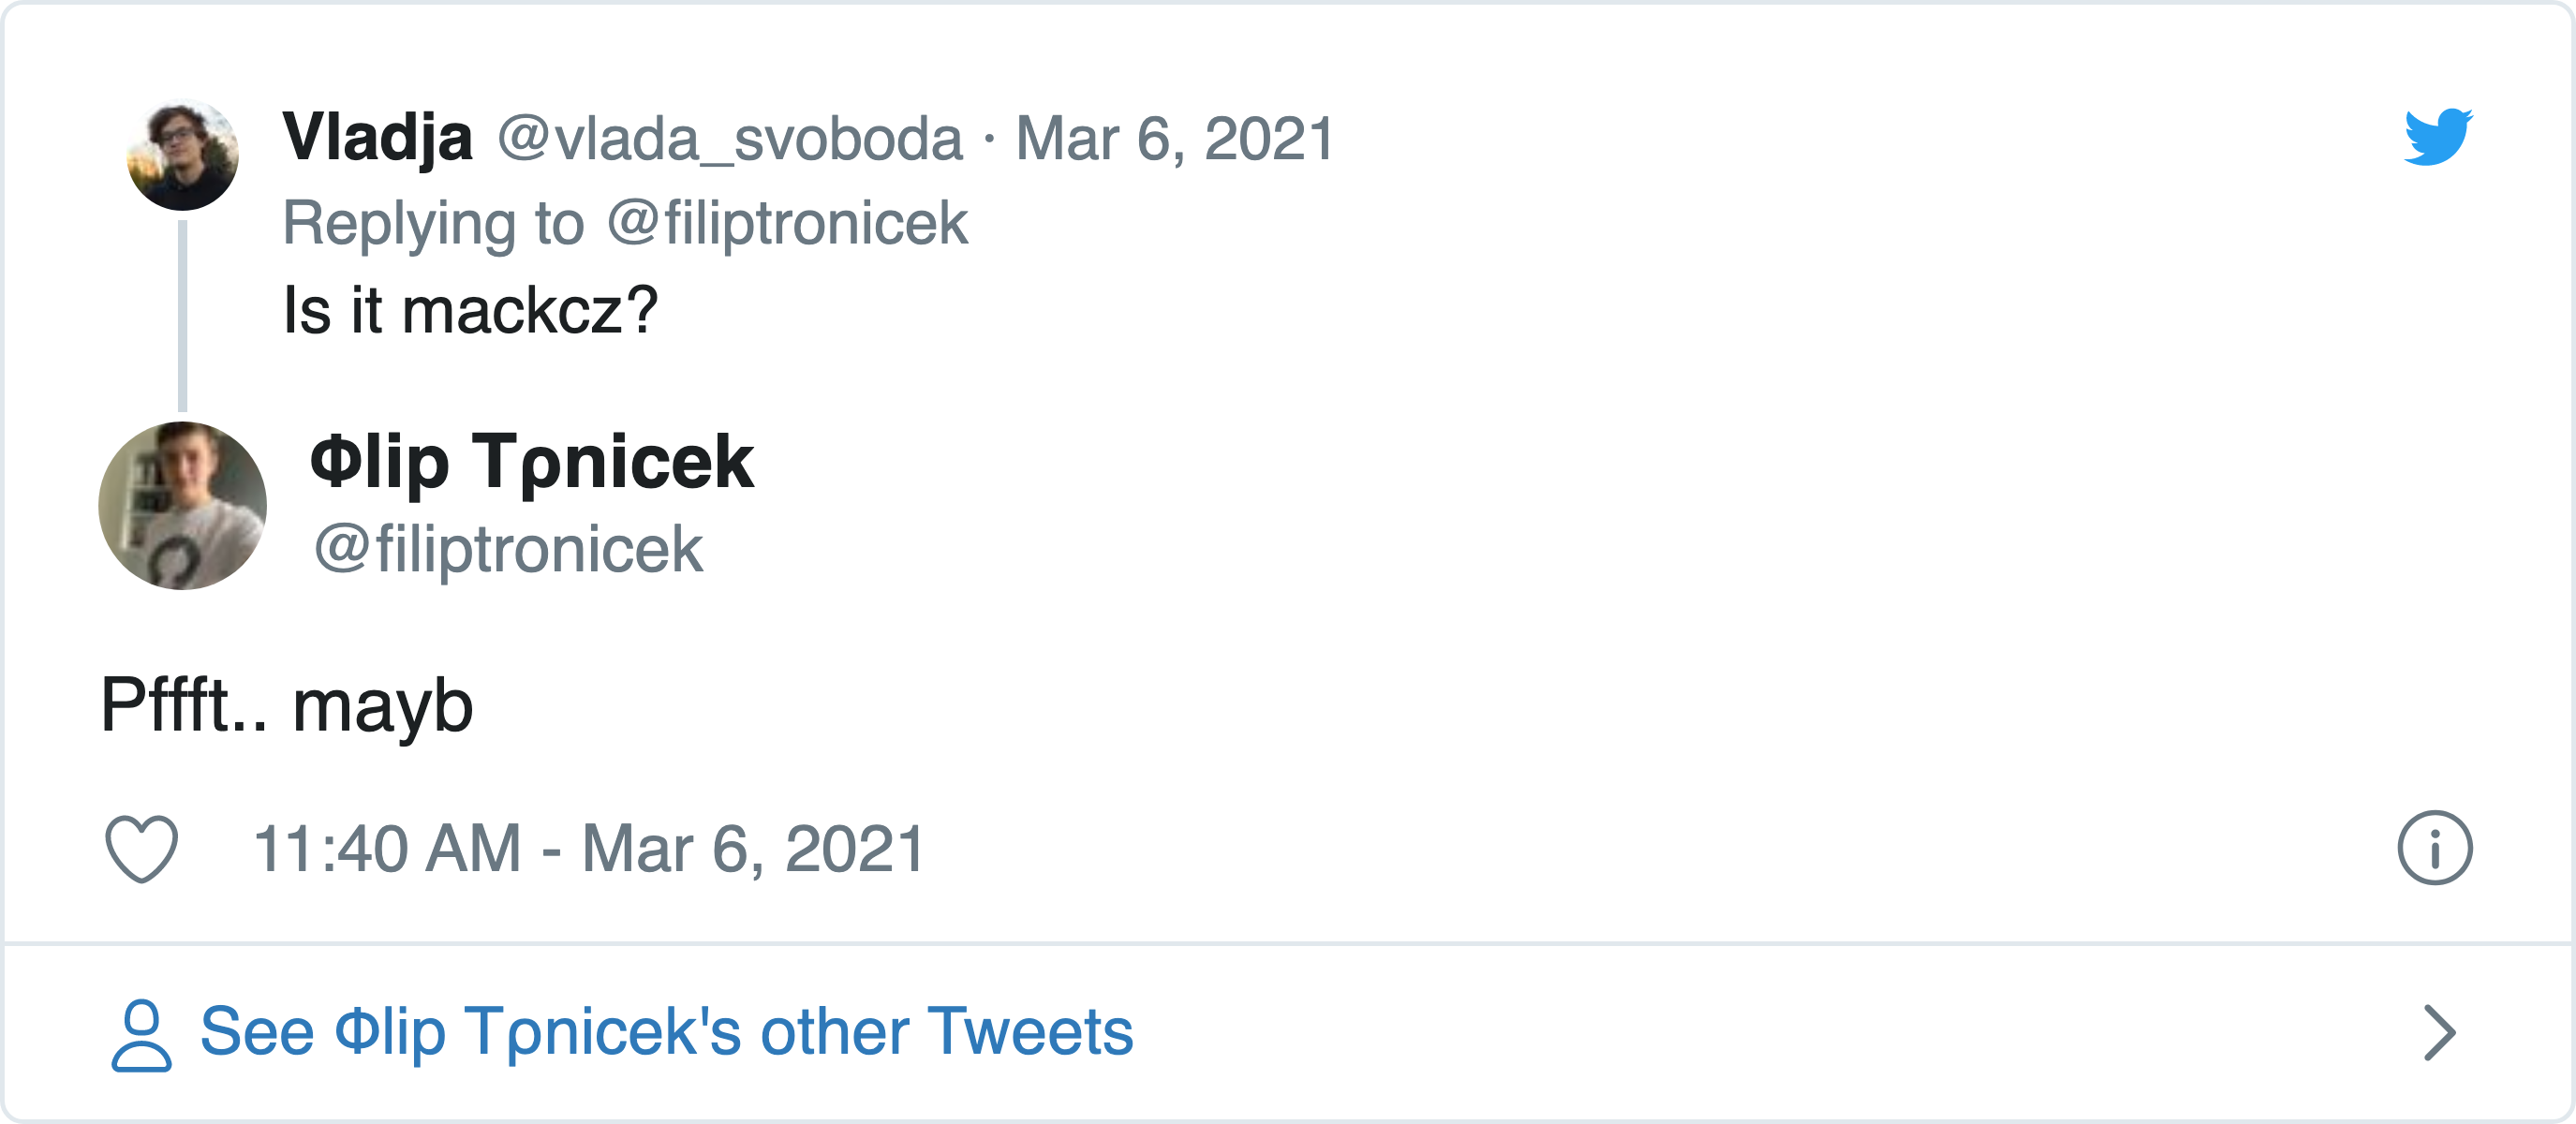 Vladja @vlada_svoboda · Mar 6, 2021
Replying to @filiptronicek
Is it mackcz?
Φlip Tρnicek
@filiptronicek
Pffft.. mayb
11:40 AM - Mar 6, 2021
See Φlip Tρnicek's other Tweets